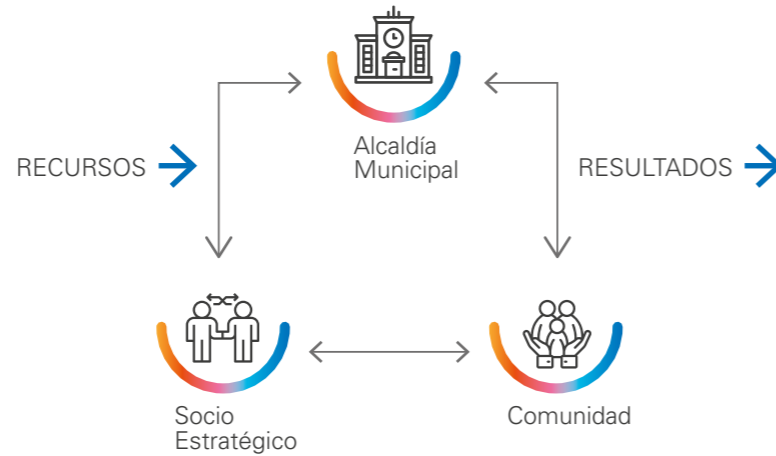 Alcaldía
Municipal
RECURSOS
RESULTADOS
Socio
Estratégico
Comunidad